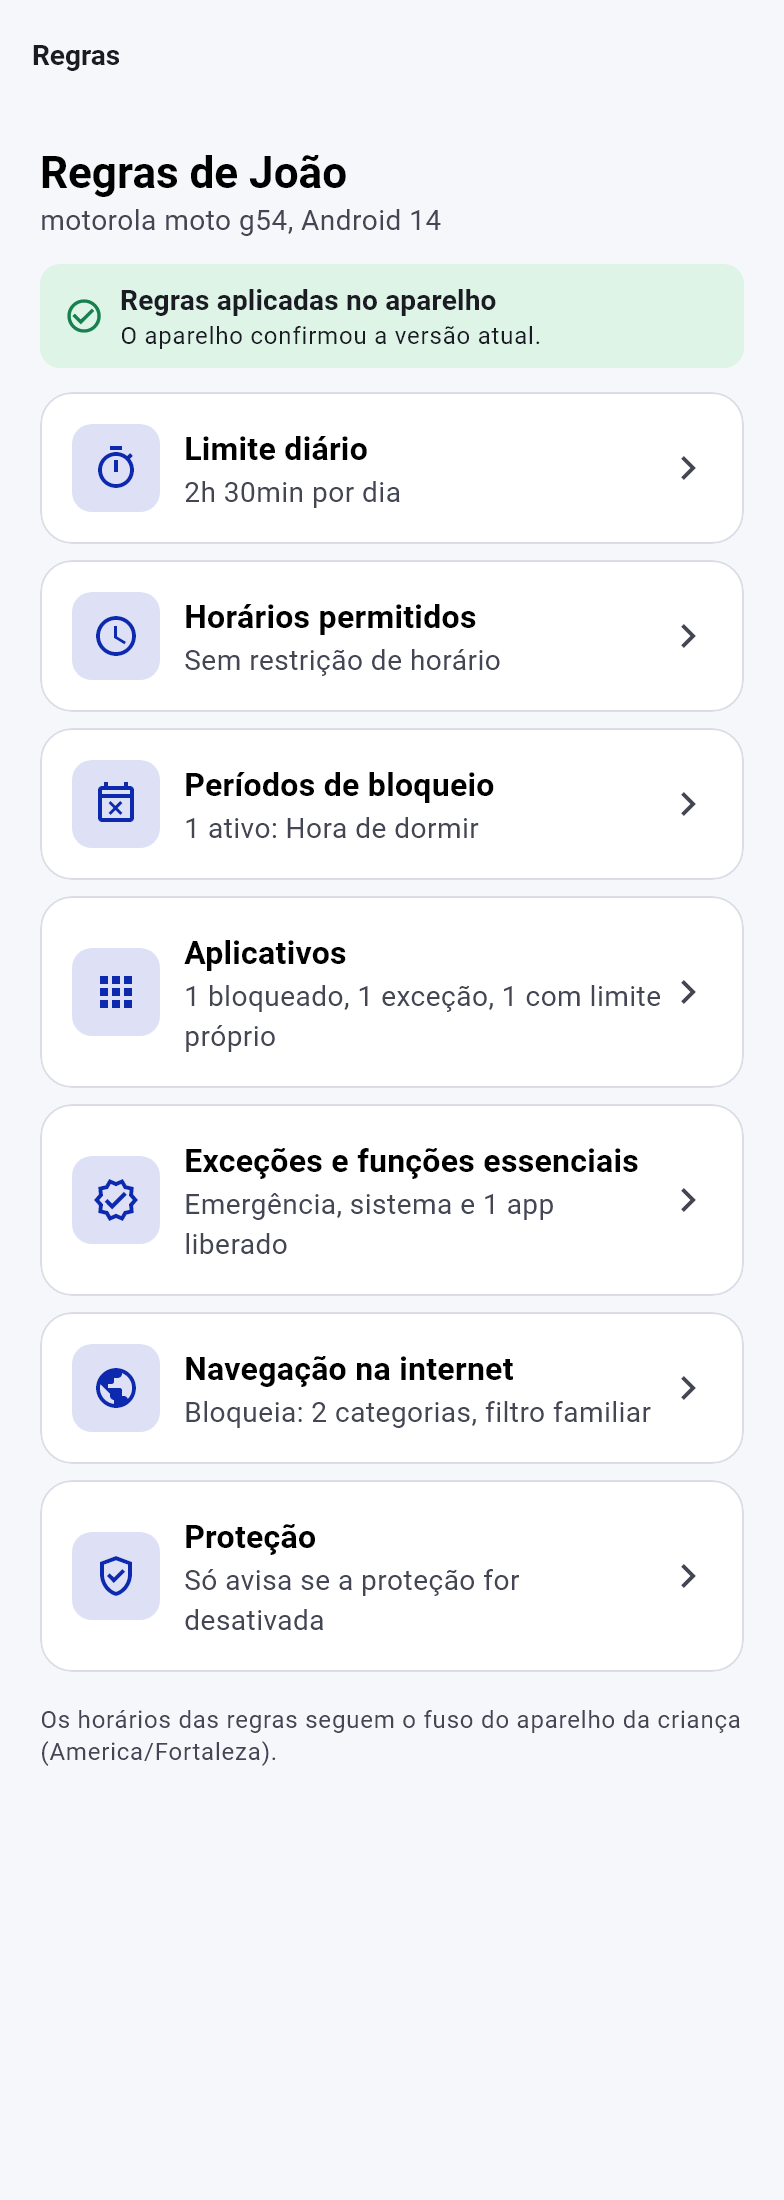 Regras
Regras de João
motorola moto g54, Android 14
Regras aplicadas no aparelho
O aparelho confirmou a versão atual.
Limite diário
2h 30min por dia
Horários permitidos
Sem restrição de horário
Períodos de bloqueio
1 ativo: Hora de dormir
Aplicativos
1 bloqueado, 1 exceção, 1 com limite
próprio
Exceções e funções essenciais
Emergência, sistema e 1 app
liberado
Navegação na internet
Bloqueia: 2 categorias, filtro familiar
Proteção
Só avisa se a proteção for
desativada
Os horários das regras seguem o fuso do aparelho da criança
(America/Fortaleza).